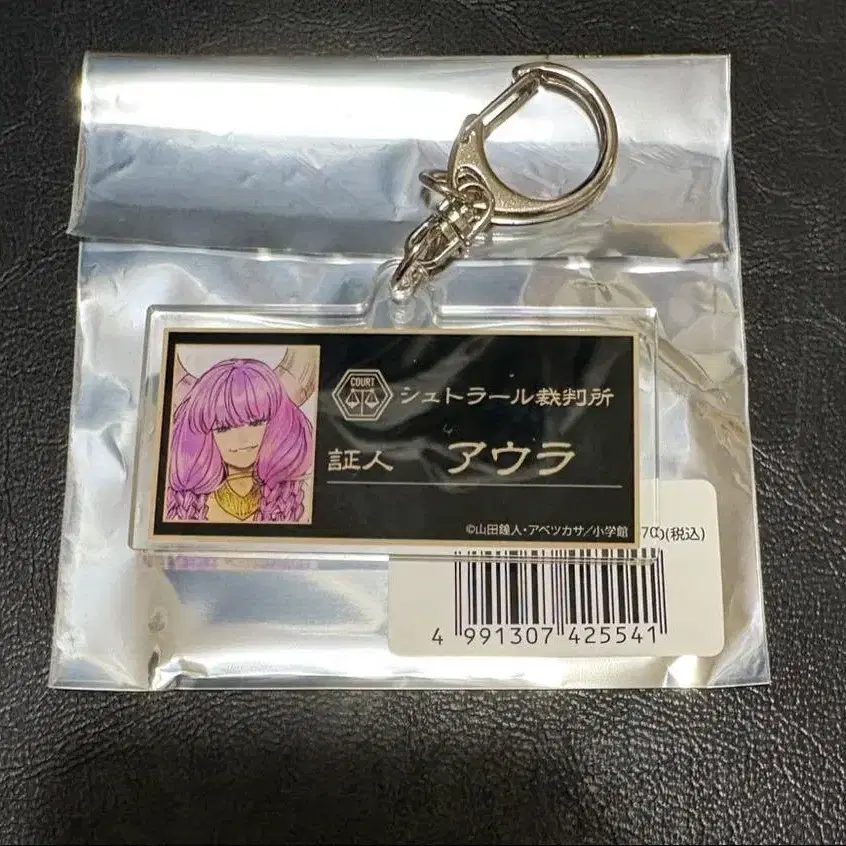 COURT
シュトラール裁判所
証人 アウラ
©山田鐘人・アベツカサ/小学館
(税込)
4 991307 425541